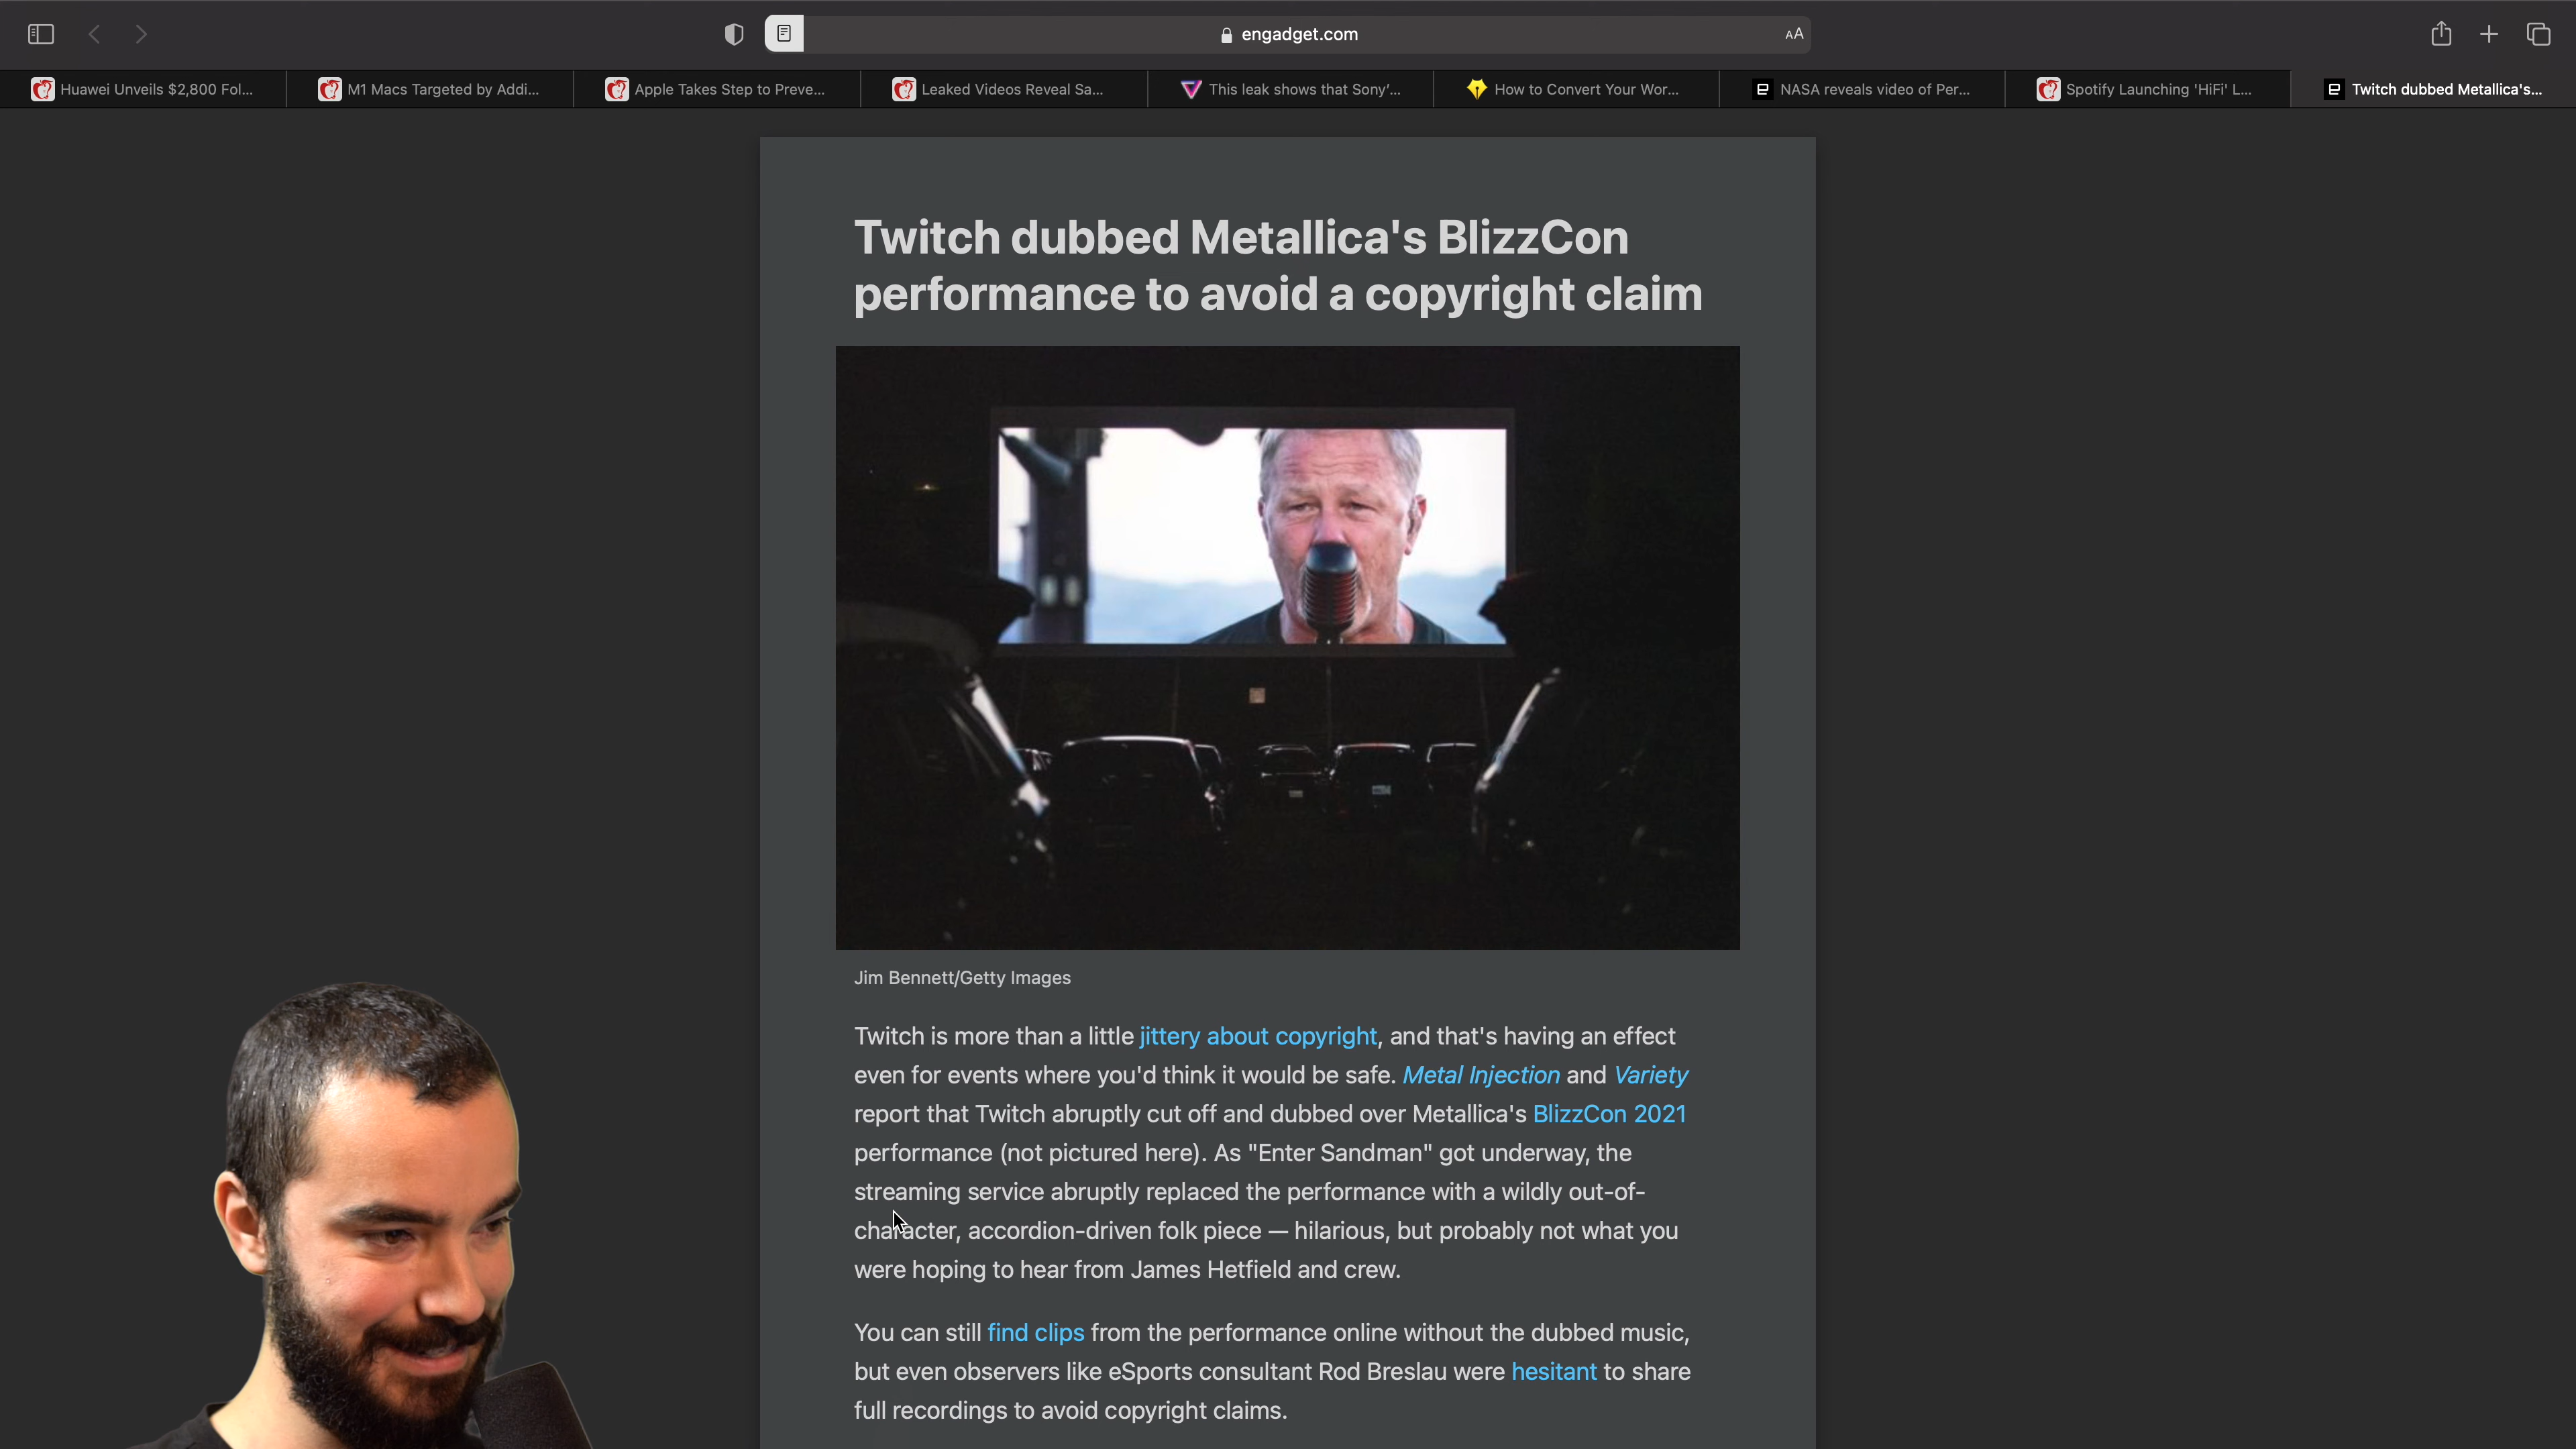 engadget.com
AA
Huawei Unveils $2,800 Fol...
M1 Macs Targeted by Addi...
Apple Takes Step to Preve...
Leaked Videos Reveal Sa...
This leak shows that Sony’...
How to Convert Your Wor...
NASA reveals video of Per...
Spotify Launching 'HiFi' L...
Twitch dubbed Metallica's...
Twitch dubbed Metallica's BlizzCon
performance to avoid a copyright claim
Jim Bennett/Getty Images
Twitch is more than a little jittery about copyright, and that's having an effect
even for events where you'd think it would be safe. Metal Injection and Variety
report that Twitch abruptly cut off and dubbed over Metallica's BlizzCon 2021
performance (not pictured here). As "Enter Sandman" got underway, the
streaming service abruptly replaced the performance with a wildly out-of-
character, accordion-driven folk piece — hilarious, but probably not what you
were hoping to hear from James Hetfield and crew.
You can still find clips from the performance online without the dubbed music,
but even observers like eSports consultant Rod Breslau were hesitant to share
full recordings to avoid copyright claims.